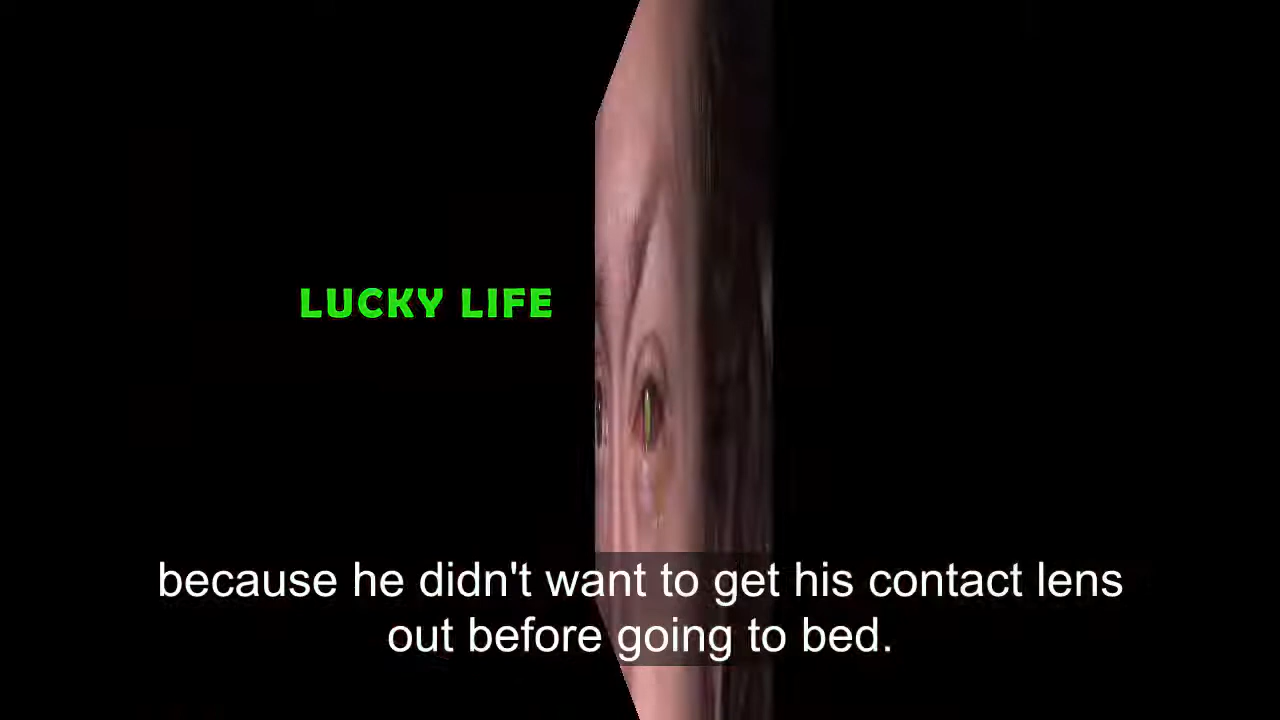 LUCKY LIFE
because he didn't want to get his contact lens
out before going to bed.